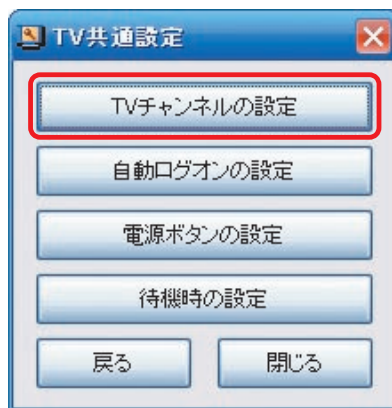 TV共通設定
TVチャンネルの設定
自動ログオンの設定
電源ボタンの設定
待機時の設定
戻る 閉じる